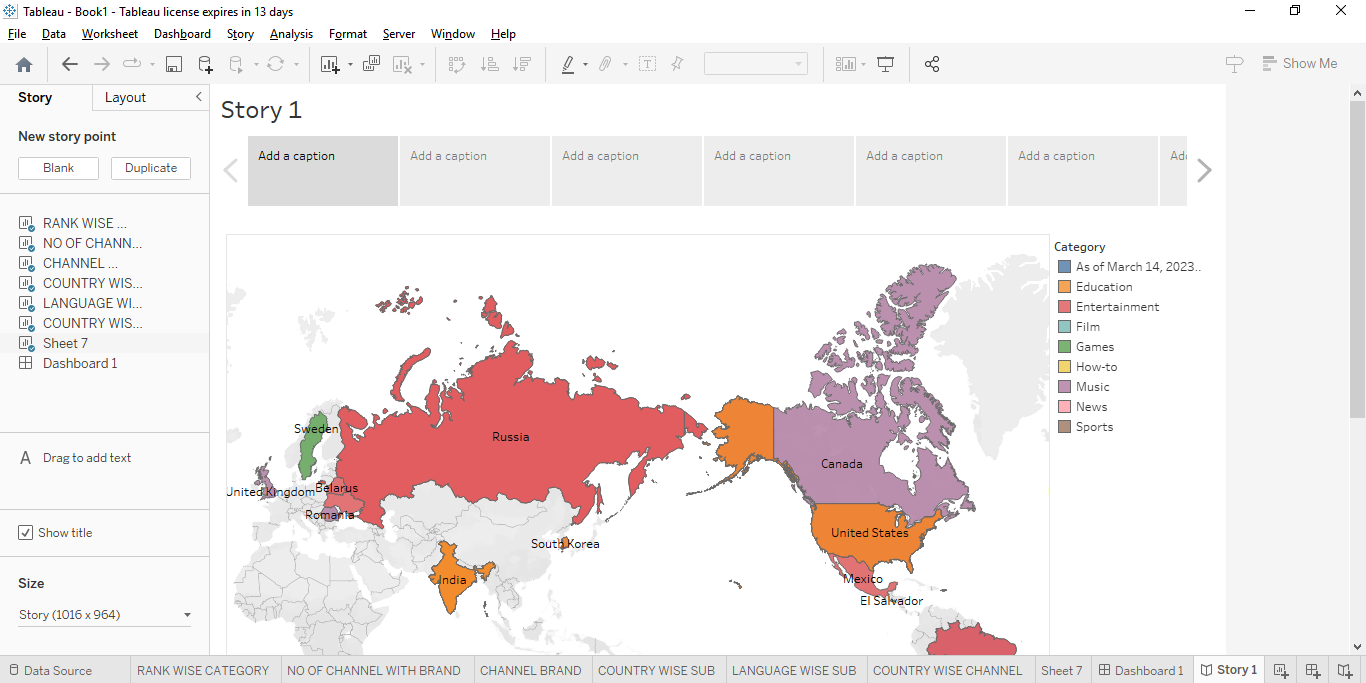 Tableau - Book1 - Tableau license expires in 13 days
File Data Worksheet Dashboard Story Analysis Format Server Window Help
Show Me
Story Layout
New story point
Blank Duplicate
RANK WISE ...
NO OF CHANN...
CHANNEL ...
COUNTRY WIS...
LANGUAGE WI...
COUNTRY WIS...
Sheet 7
Dashboard 1
A Drag to add text
Show title
Size
Story (1016 x 964)
Story 1
Add a caption Add a caption Add a caption Add a caption Add a caption Add a caption Ad
Sweden
Russia
United Kingdom
Belarus
Romania
South Korea
India
Canada
United States
Mexico
El Salvador
Category
As of March 14, 2023..
Education
Entertainment
Film
Games
How-to
Music
News
Sports
Data Source RANK WISE CATEGORY NO OF CHANNEL WITH BRAND CHANNEL BRAND COUNTRY WISE SUB LANGUAGE WISE SUB COUNTRY WISE CHANNEL Sheet 7 Dashboard 1 Story 1